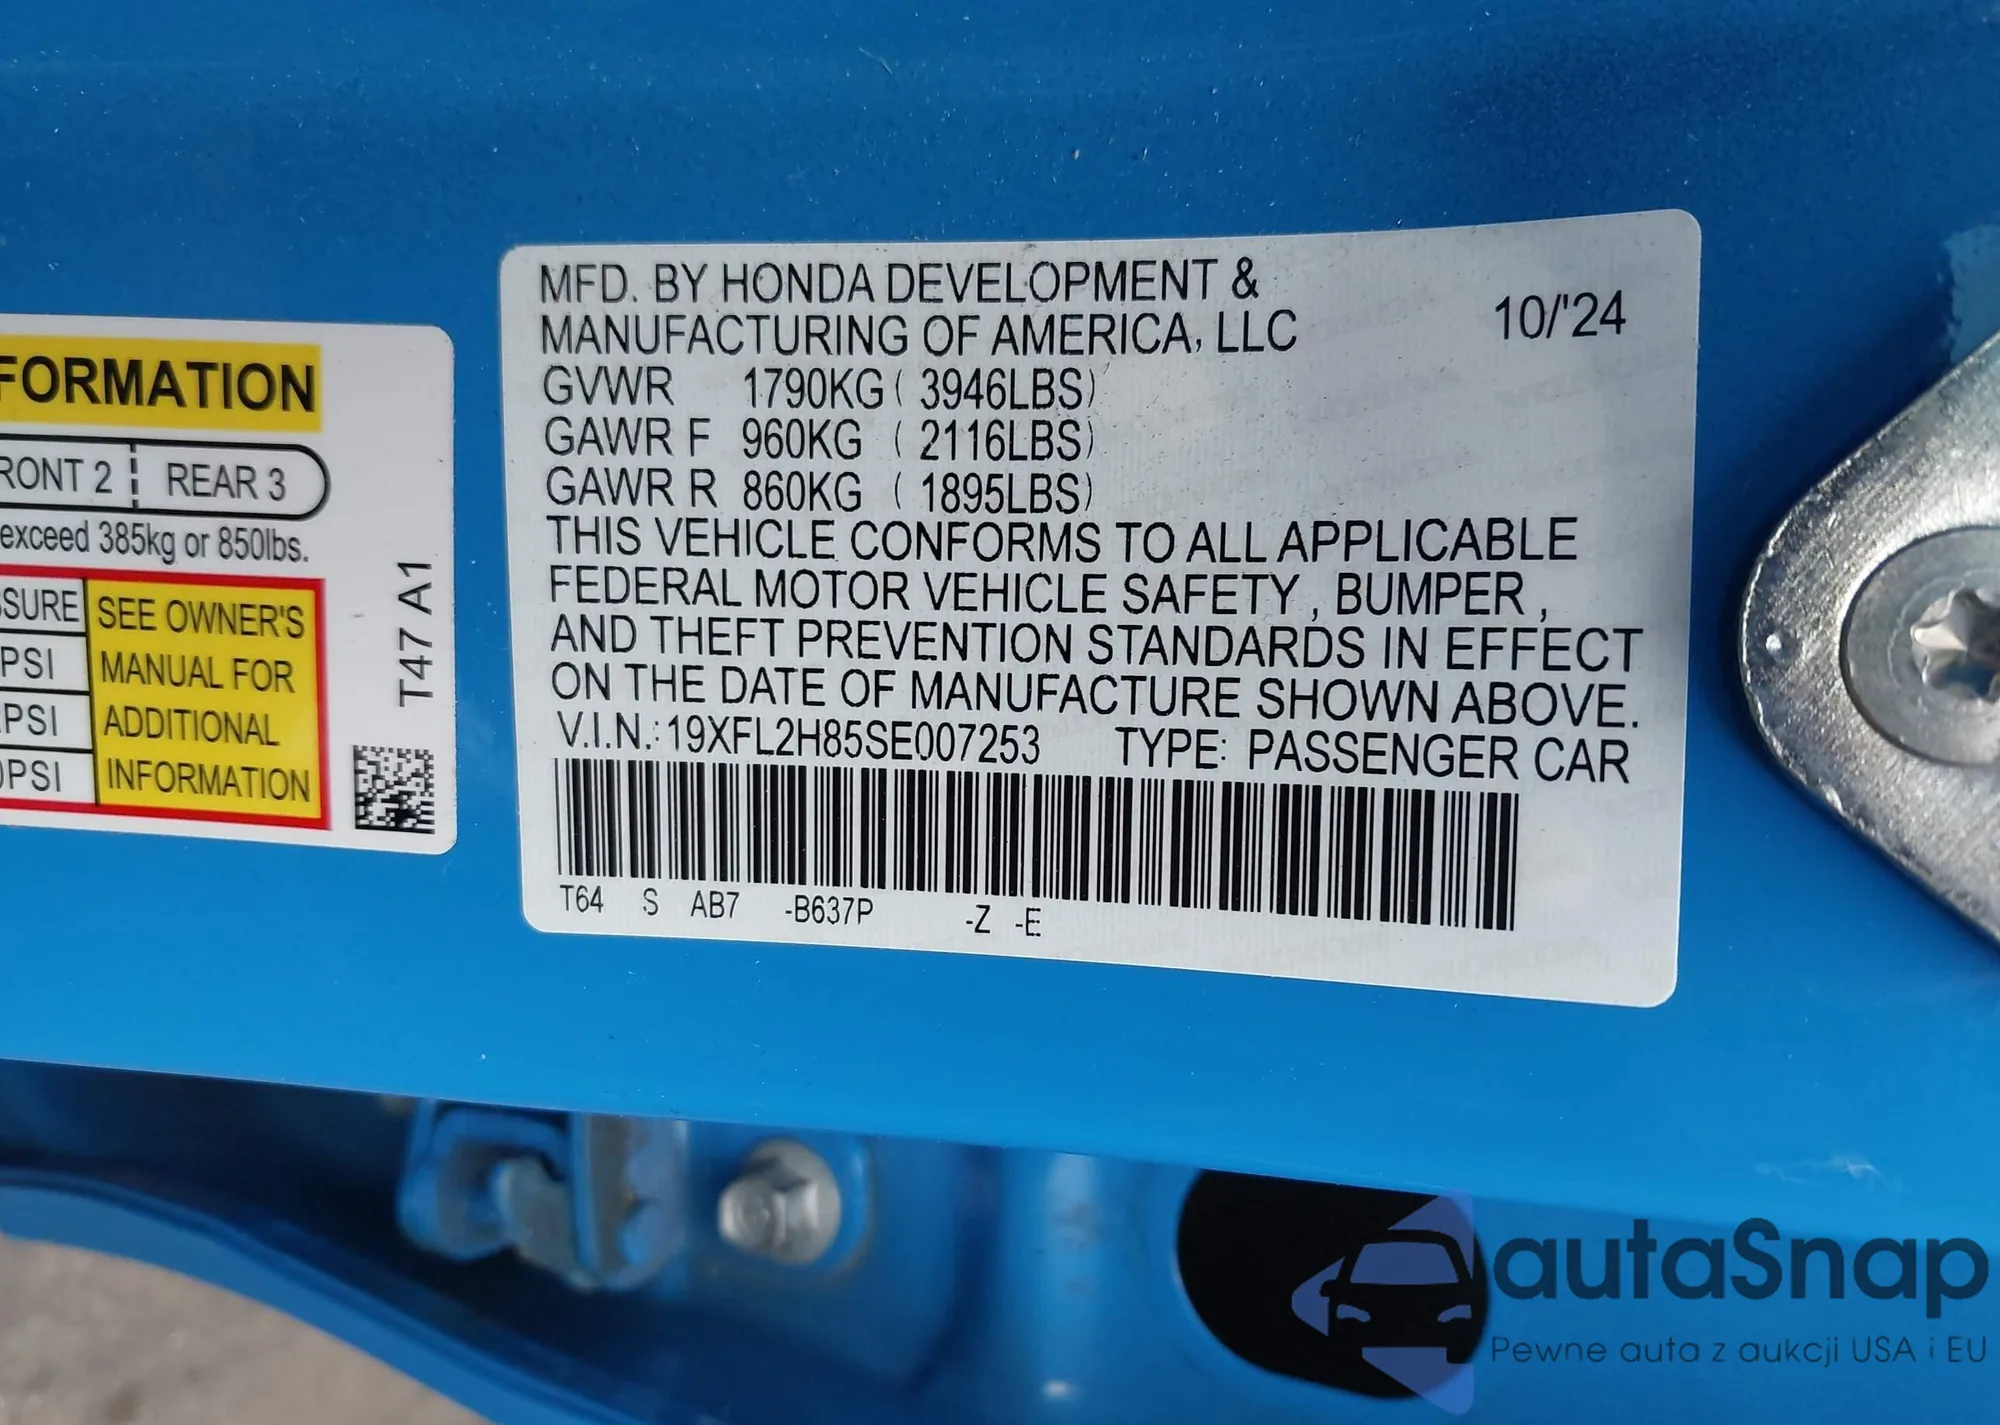 FORMATION
RONT 2 REAR 3
exceed 385kg or 850lbs.
SSURE
PSI
PSI
0PSI
SEE OWNER'S
MANUAL FOR
ADDITIONAL
INFORMATION
T47 A1
MFD. BY HONDA DEVELOPMENT &
MANUFACTURING OF AMERICA, LLC 10/'24
GVWR 1790KG ( 3946LBS)
GAWR F 960KG ( 2116LBS)
GAWR R 860KG ( 1895LBS)
THIS VEHICLE CONFORMS TO ALL APPLICABLE
FEDERAL MOTOR VEHICLE SAFETY , BUMPER ,
AND THEFT PREVENTION STANDARDS IN EFFECT
ON THE DATE OF MANUFACTURE SHOWN ABOVE.
V.I.N.: 19XFL2H85SE007253 TYPE: PASSENGER CAR
T64 S AB7 -B637P -Z -E
autaSnap
Pewne auta z aukcji USA i EU